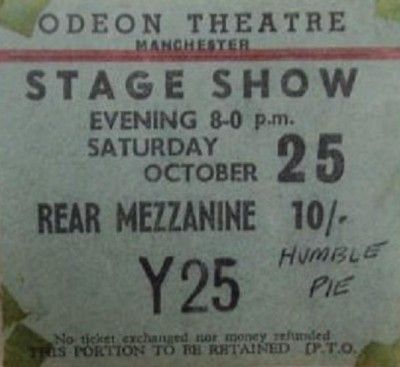 ODEON THEATRE
MANCHESTER
STAGE SHOW
EVENING 8-0 p.m.
SATURDAY
OCTOBER 25
REAR MEZZANINE 10/-
Y25
HUMBLE
PIE
No ticket exchanged nor money refunded
THIS PORTION TO BE RETAINED [P.T.O.